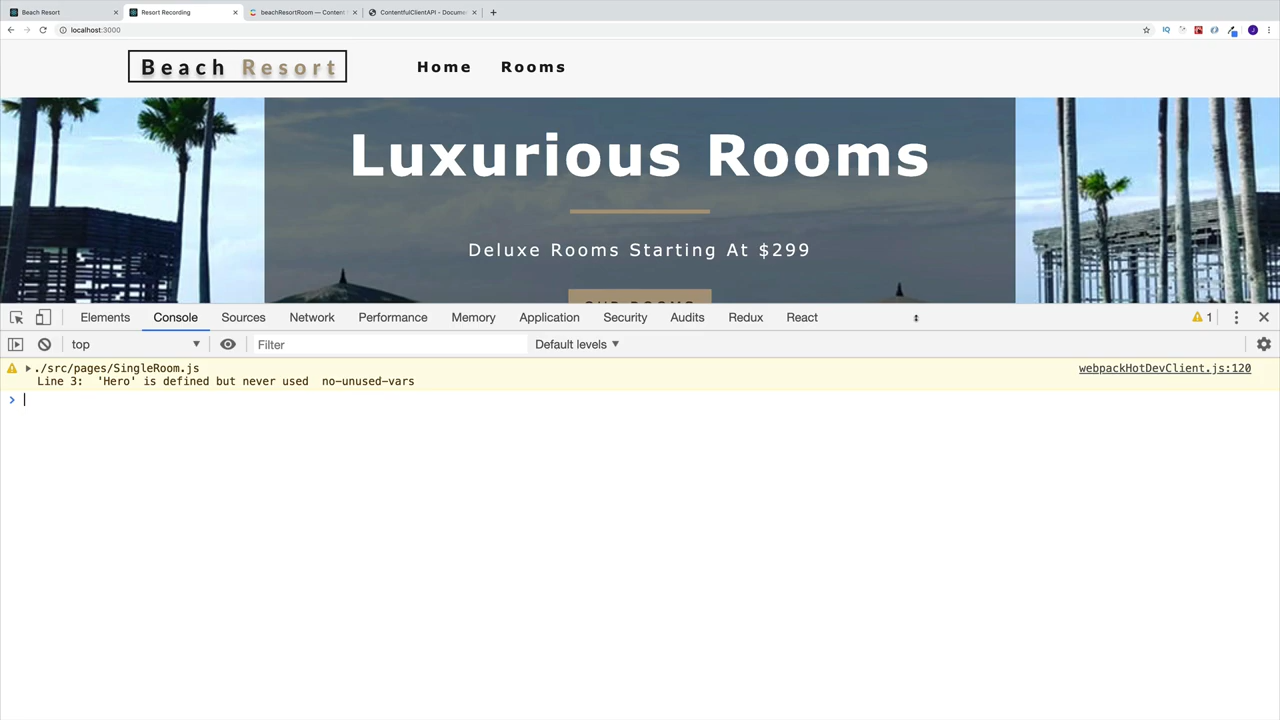 Beach Resort
Resort Recording
beachResortRoom — Content
ContentfulClientAPI - Docume
localhost:3000
Beach Resort
Home
Rooms
Luxurious Rooms
Deluxe Rooms Starting At $299
OUR ROOMS
Elements Console Sources Network Performance Memory Application Security Audits Redux React 1
top
Filter
Default levels
./src/pages/SingleRoom.js
webpackHotDevClient.js:120
Line 3: 'Hero' is defined but never used no-unused-vars